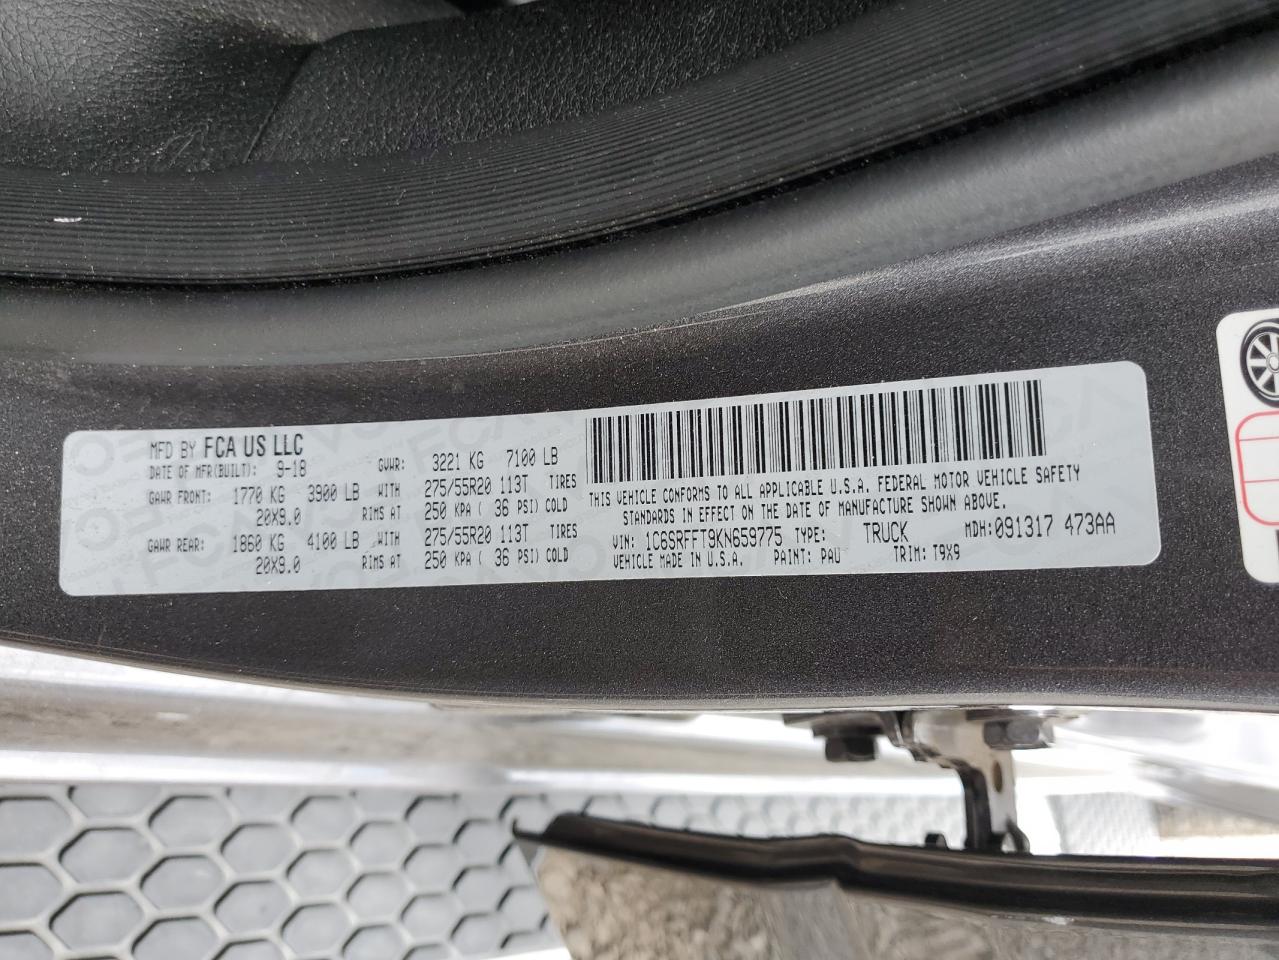 MFD BY FCA US LLC
DATE OF MFR(BUILT): 9-18 GVWR: 3221 KG 7100 LB
GAWR FRONT: 1770 KG 3900 LB WITH 275/55R20 113T TIRES
20X9.0 RIMS AT 250 KPA ( 36 PSI) COLD
GAWR REAR: 1860 KG 4100 LB WITH 275/55R20 113T TIRES
20X9.0 RIMS AT 250 KPA ( 36 PSI) COLD
THIS VEHICLE CONFORMS TO ALL APPLICABLE U.S.A. FEDERAL MOTOR VEHICLE SAFETY
STANDARDS IN EFFECT ON THE DATE OF MANUFACTURE SHOWN ABOVE.
VIN: 1C6SRFFT9KN659775 TYPE: TRUCK MDH:091317 473AA
VEHICLE MADE IN U.S.A. PAINT: PAU TRIM: T9X9